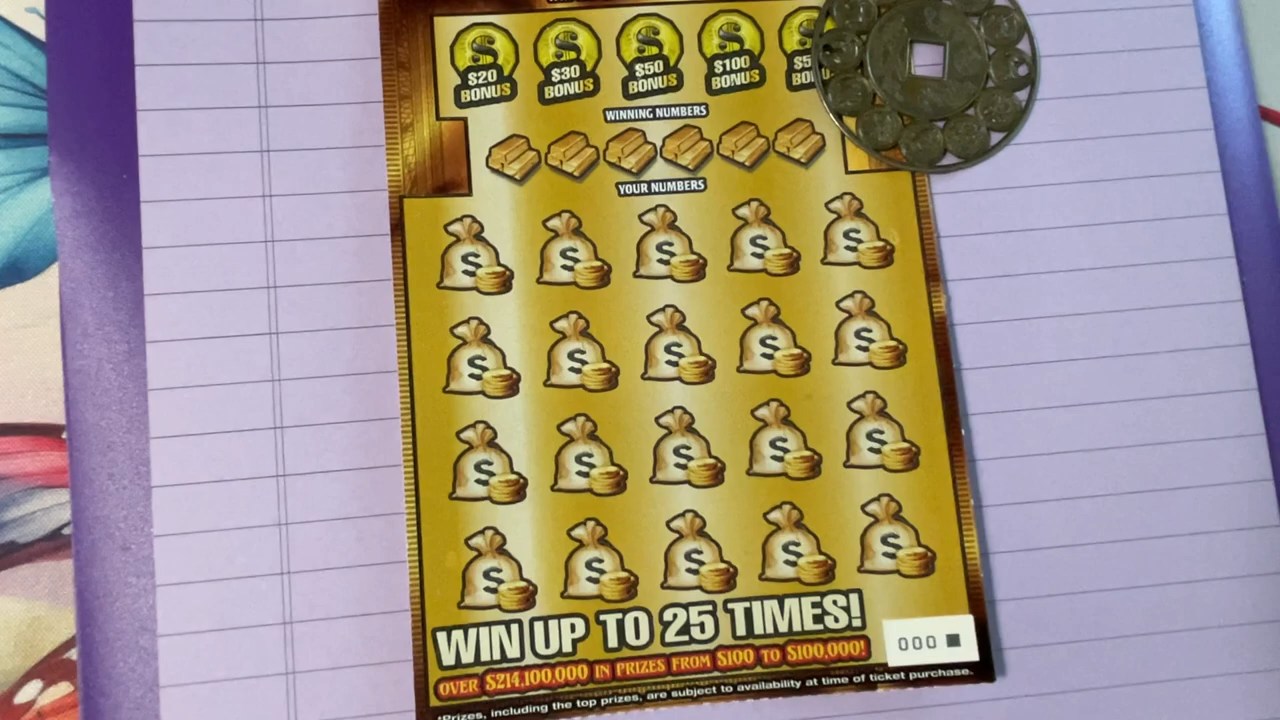 $20 BONUS
$30 BONUS
$50 BONUS
$100 BONUS
WINNING NUMBERS
YOUR NUMBERS
WIN UP TO 25 TIMES!
000
OVER $214,100,000 IN PRIZES FROM $100 TO $100,000!
*Prizes, including the top prizes, are subject to availability at time of ticket purchase.